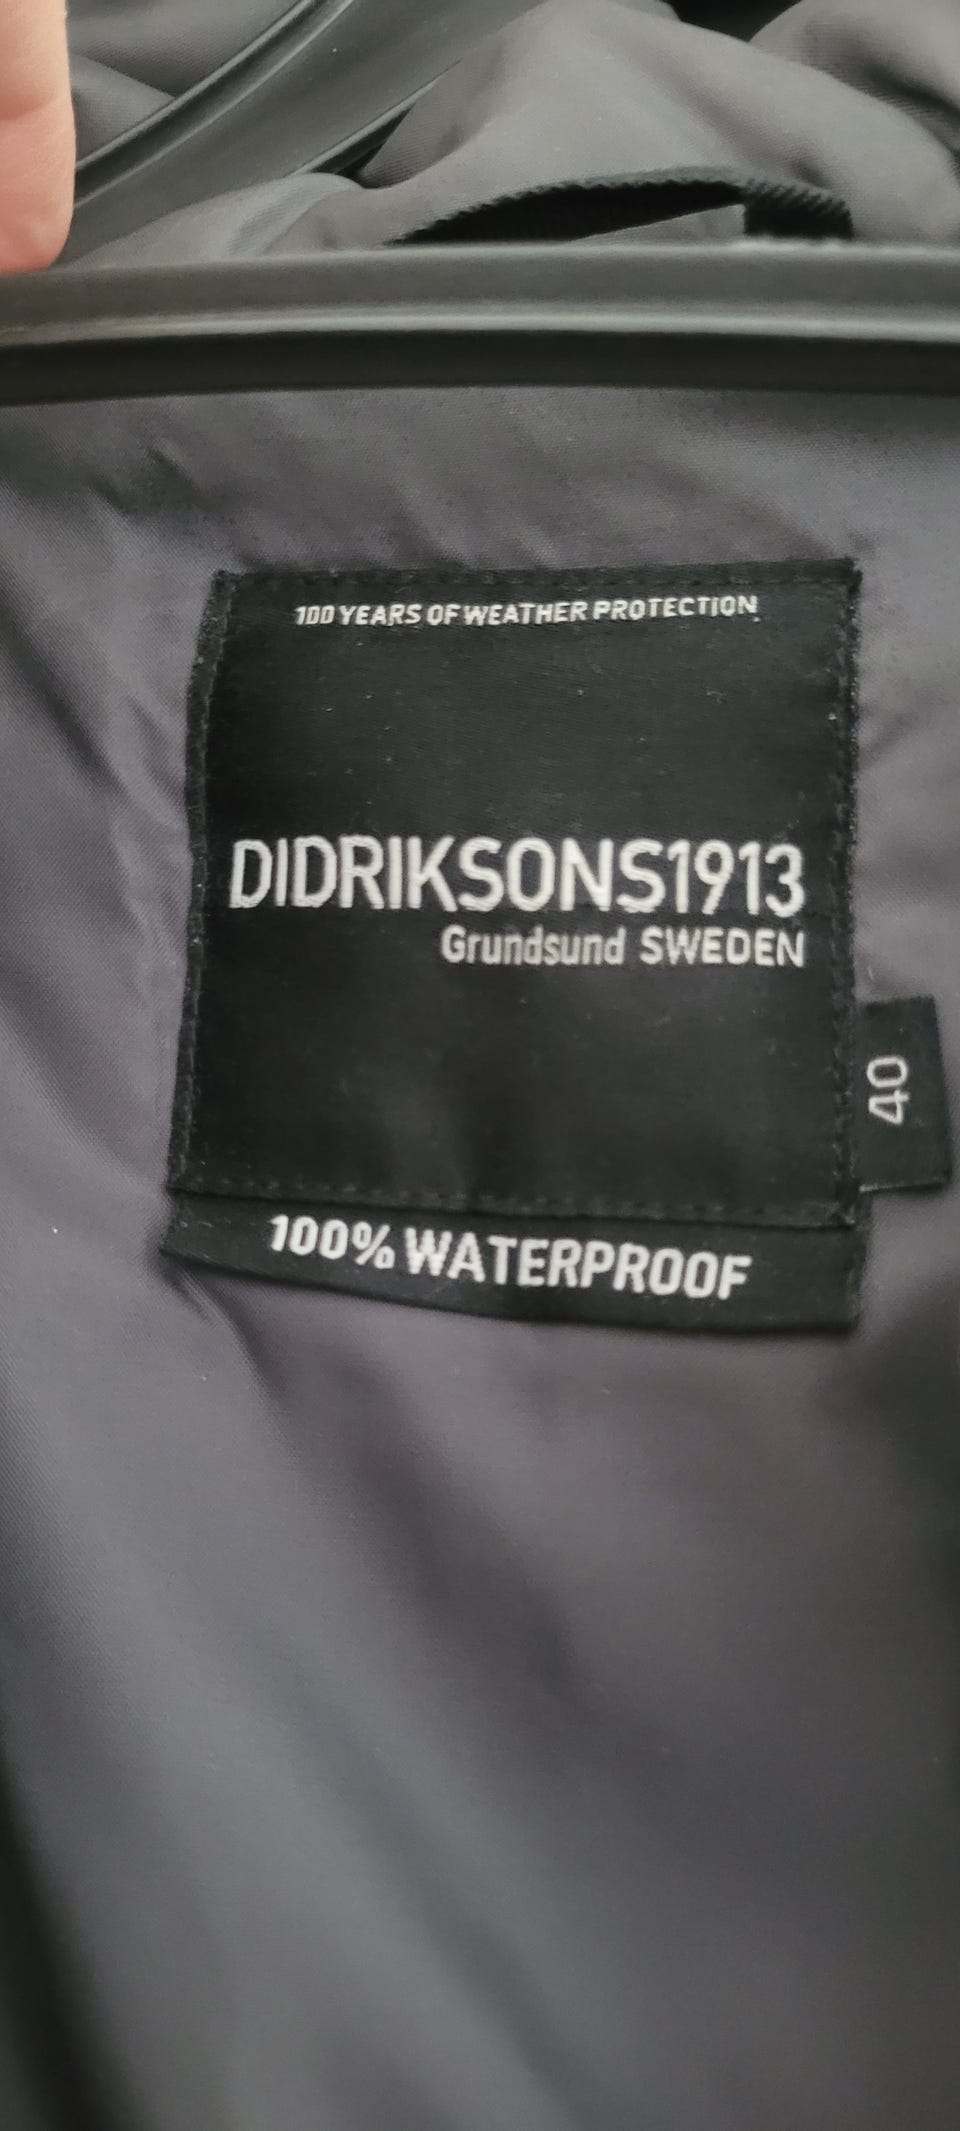 100 YEARS OF WEATHER PROTECTION
DIDRIKSONS1913
Grundsund SWEDEN
40
100% WATERPROOF